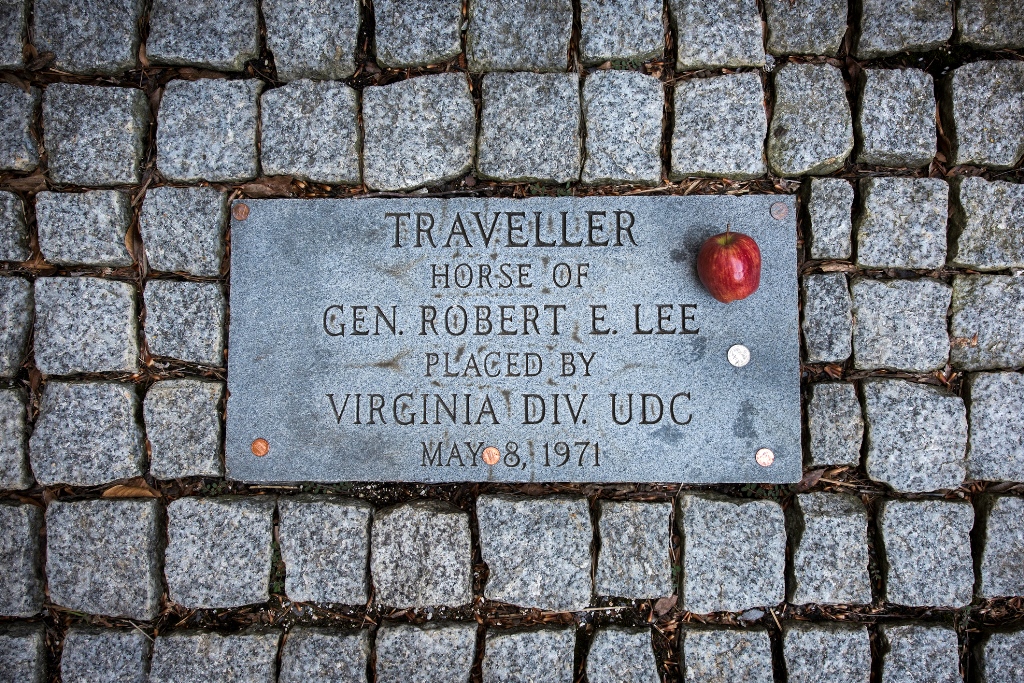 TRAVELLER
HORSE OF
GEN. ROBERT E. LEE
PLACED BY
VIRGINIA DIV. UDC
MAY 8, 1971